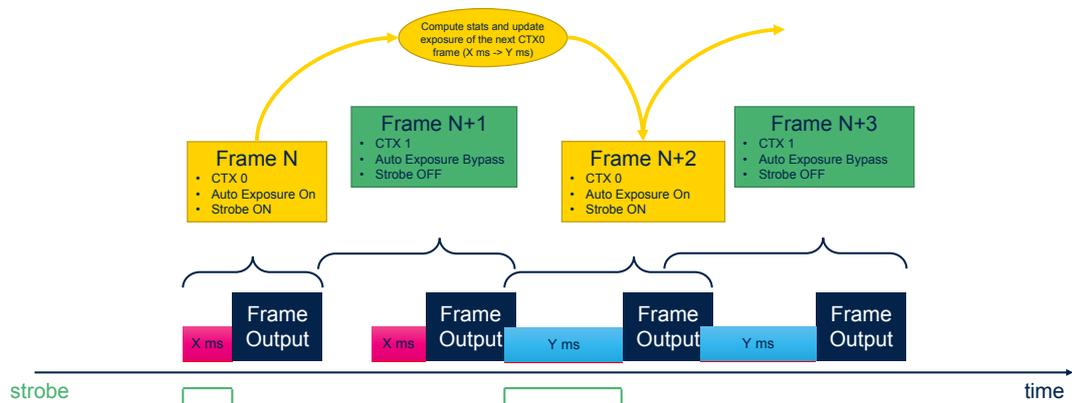 Compute stats and update
exposure of the next CTX0
frame (X ms -> Y ms)
Frame N
• CTX 0
• Auto Exposure On
• Strobe ON
Frame N+1
• CTX 1
• Auto Exposure Bypass
• Strobe OFF
Frame N+2
• CTX 0
• Auto Exposure On
• Strobe ON
Frame N+3
• CTX 1
• Auto Exposure Bypass
• Strobe OFF
X ms
Frame
Output
X ms
Frame
Output
Y ms
Frame
Output
Y ms
Frame
Output
strobe
time